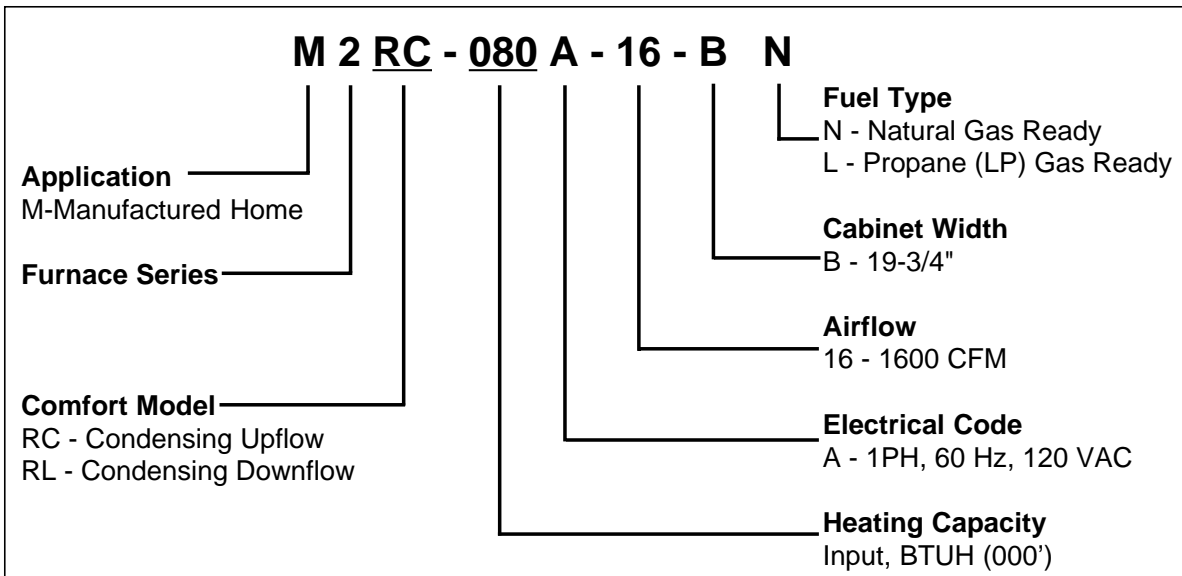 M 2 RC - 080 A - 16 - B N
Application
M-Manufactured Home
Furnace Series
Comfort Model
RC - Condensing Upflow
RL - Condensing Downflow
Fuel Type
N - Natural Gas Ready
L - Propane (LP) Gas Ready
Cabinet Width
B - 19-3/4"
Airflow
16 - 1600 CFM
Electrical Code
A - 1PH, 60 Hz, 120 VAC
Heating Capacity
Input, BTUH (000')